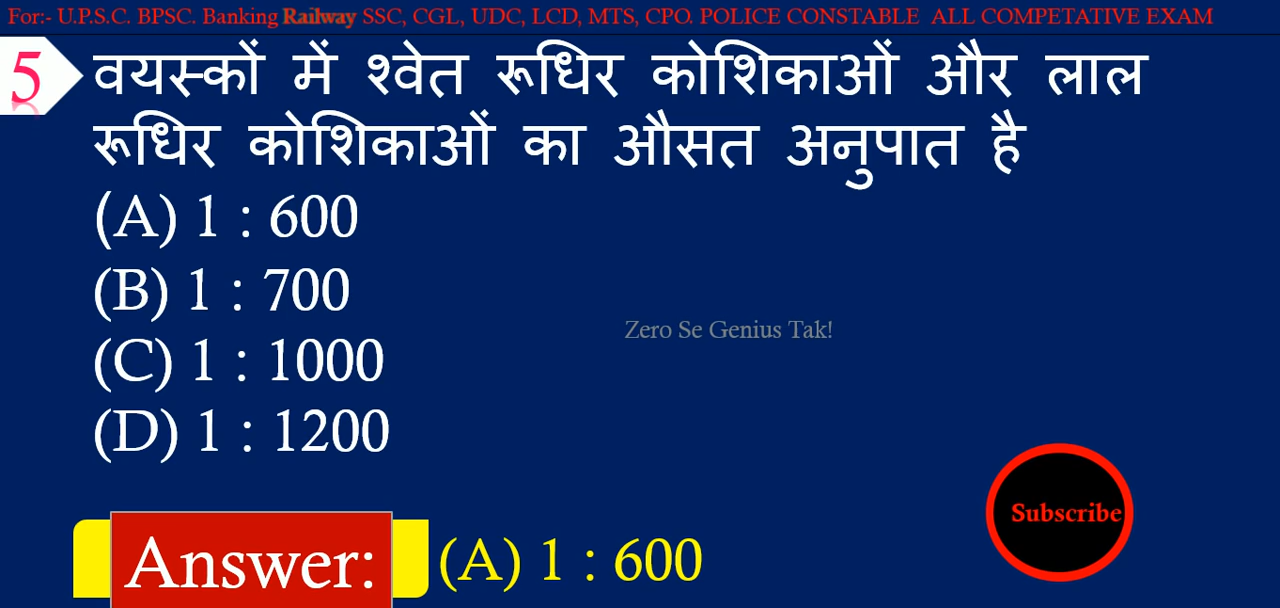 For:- U.P.S.C. BPSC. Banking Railway SSC, CGL, UDC, LCD, MTS, CPO. POLICE CONSTABLE ALL COMPETATIVE EXAM
5 वयस्कों में श्वेत रूधिर कोशिकाओं और लाल
रूधिर कोशिकाओं का औसत अनुपात है
(A) 1 : 600
(B) 1 : 700
Zero Se Genius Tak!
(C) 1 : 1000
(D) 1 : 1200
Subscribe
Answer: (A) 1 : 600